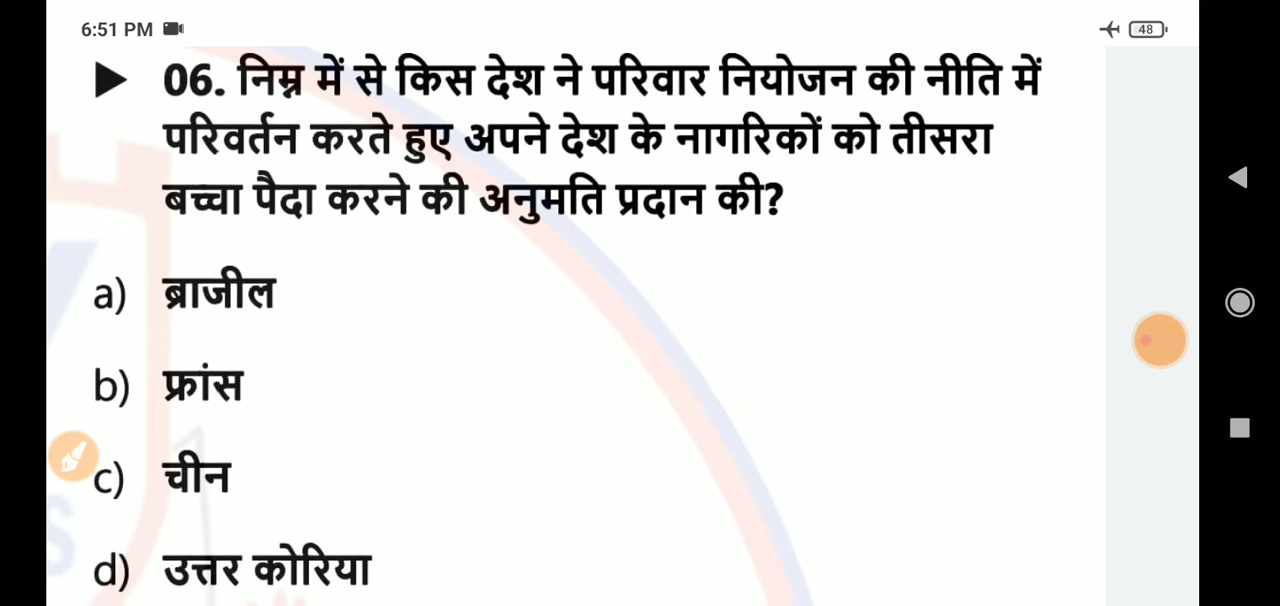 6:51 PM
48
06. निम्न में से किस देश ने परिवार नियोजन की नीति में
परिवर्तन करते हुए अपने देश के नागरिकों को तीसरा
बच्चा पैदा करने की अनुमति प्रदान की?
a) ब्राजील
b) फ्रांस
c) चीन
d) उत्तर कोरिया
S